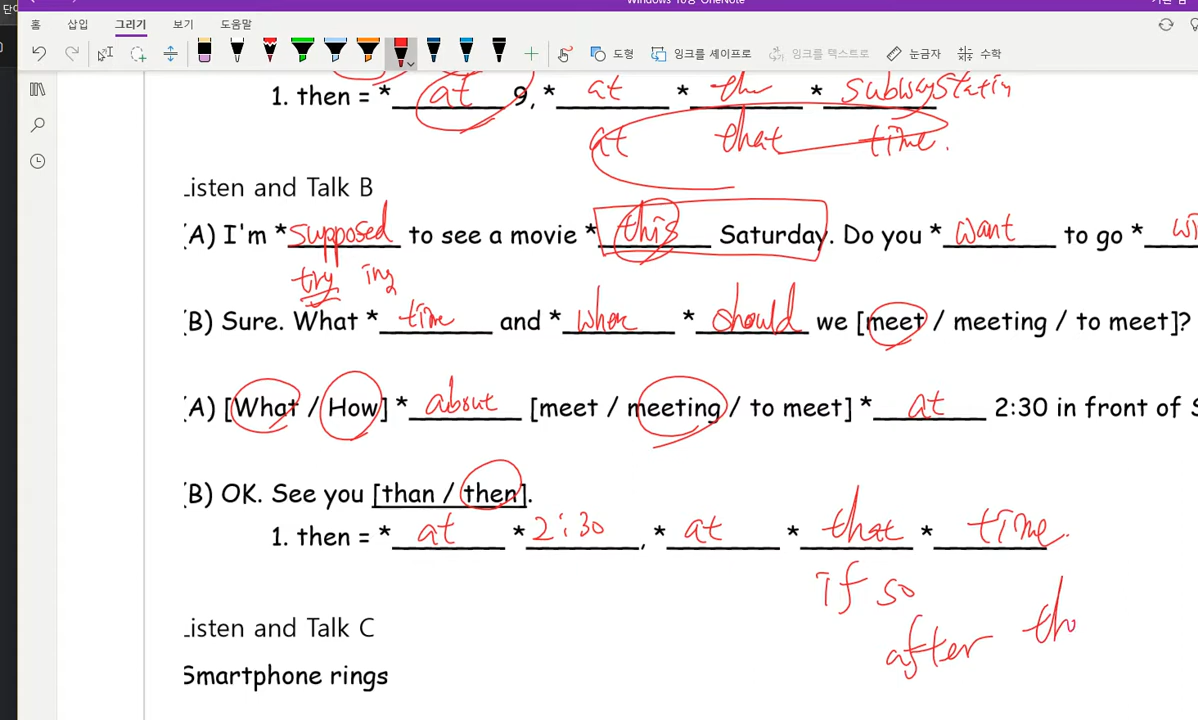 홈 삽입 그리기 보기 도움말
도형 잉크를 셰이프로 잉크를 텍스트로 눈금자 수학
1. then = * at 9, * at * the * subway
at that time.
Listen and Talk B
(A) I'm * supposed to see a movie * this Saturday. Do you * want to go *
try ing
(B) Sure. What * time and * where * should we [meet / meeting / to meet]?
(A) [What / How] * about [meet / meeting / to meet] * at 2:30 in front of
(B) OK. See you [than / then].
1. then = * at * 2:30, * at * that * time.
if so
after
Listen and Talk C
Smartphone rings